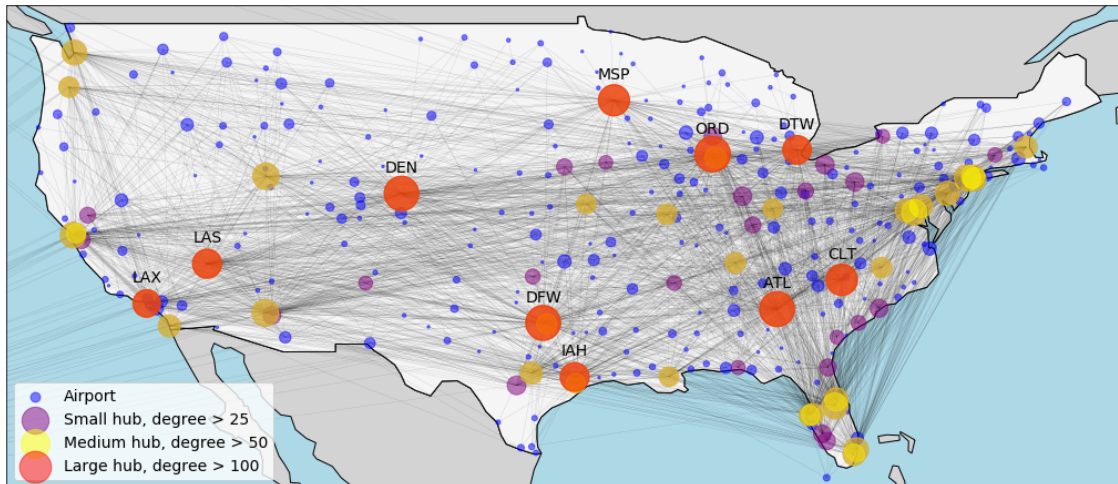 MSP
ORD
DTW
DEN
LAS
CLT
LAX
ATL
DFW
IAH
Airport
Small hub, degree > 25
Medium hub, degree > 50
Large hub, degree > 100